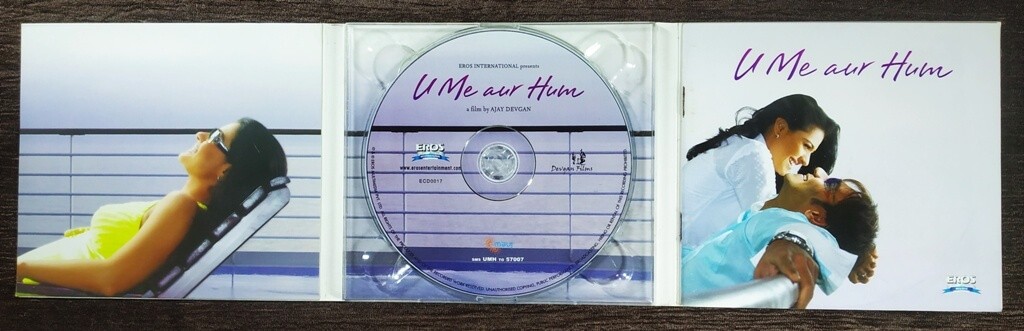 EROS INTERNATIONAL presents
U Me aur Hum
a film by AJAY DEVGAN
EROS
www.erosentertainment.com
Devgan Films
ECD0017
SMS UMH TO 57007
U Me aur Hum
EROS